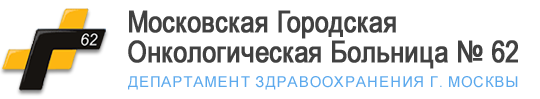 62
Московская Городская
Онкологическая Больница № 62
ДЕПАРТАМЕНТ ЗДРАВООХРАНЕНИЯ Г. МОСКВЫ